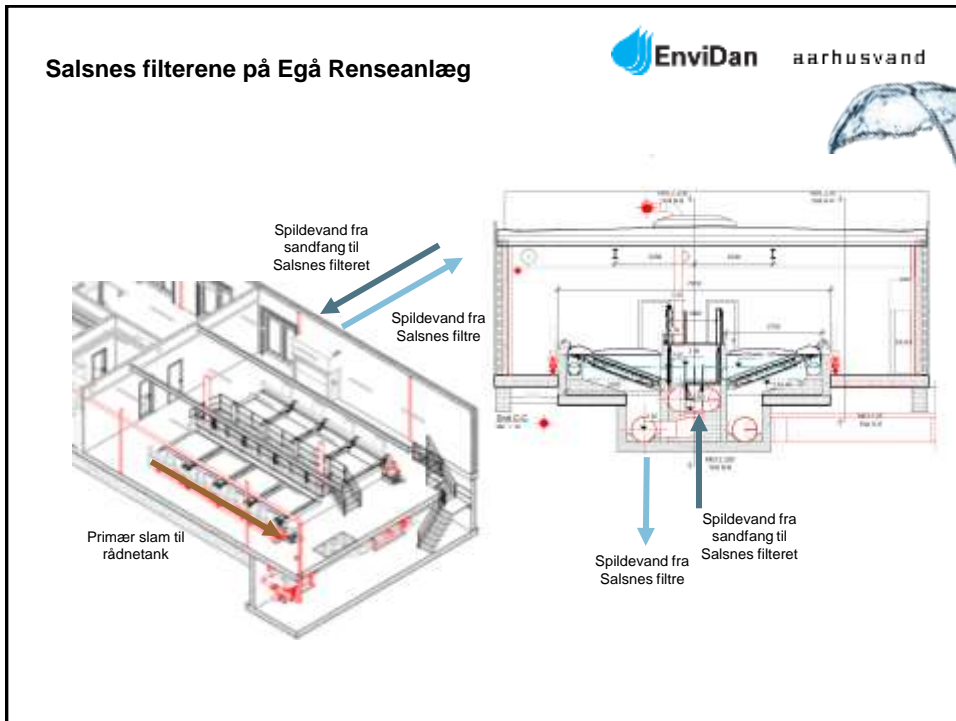 Salsnes filterene på Egå Renseanlæg
EnviDan
aarhusvand
Spildevand fra
sandfang til
Salsnes filteret
Spildevand fra
Salsnes filtre
Primær slam til
rådnetank
Spildevand fra
Salsnes filtre
Spildevand fra
sandfang til
Salsnes filteret